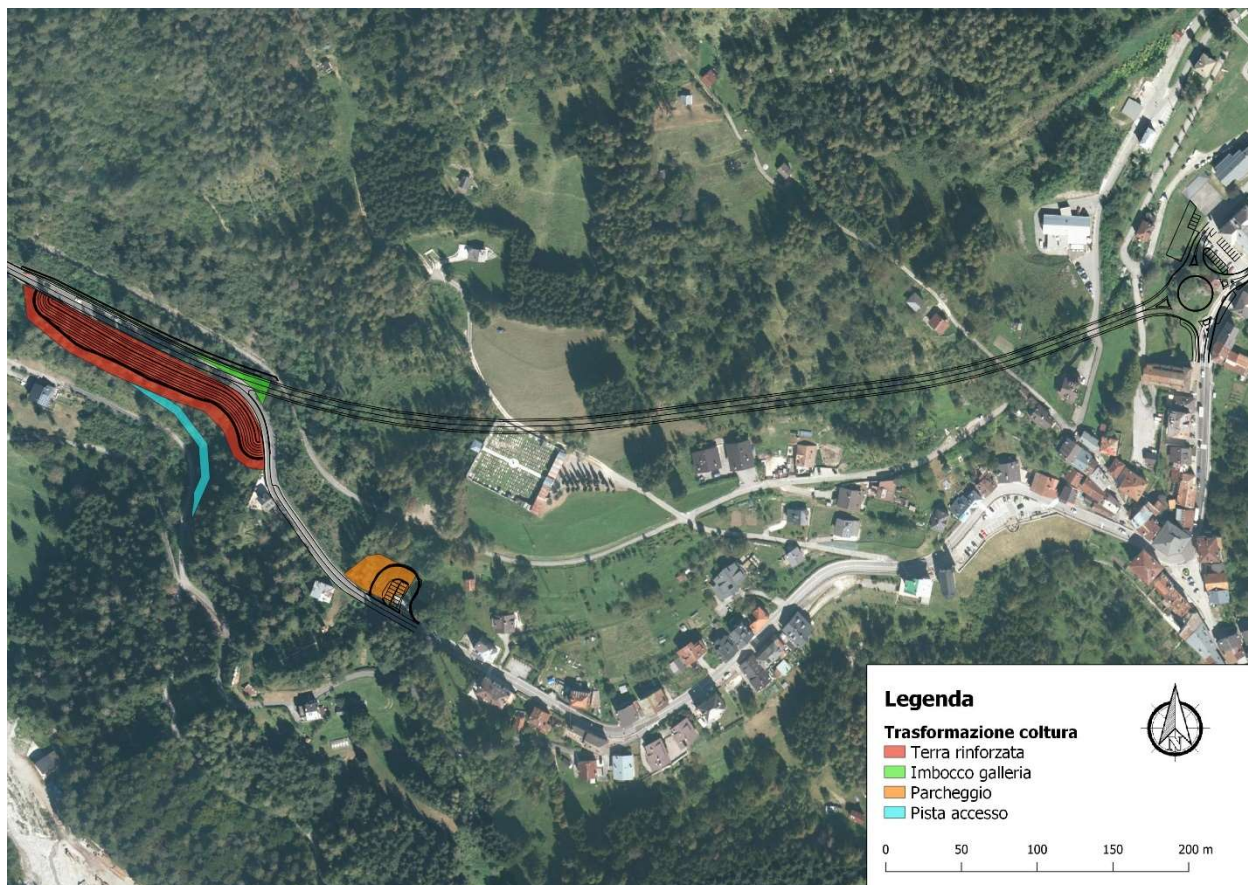 Legenda
Trasformazione coltura
Terra rinforzata
Imbocco galleria
Parcheggio
Pista accesso
N
0 50 100 150 200 m